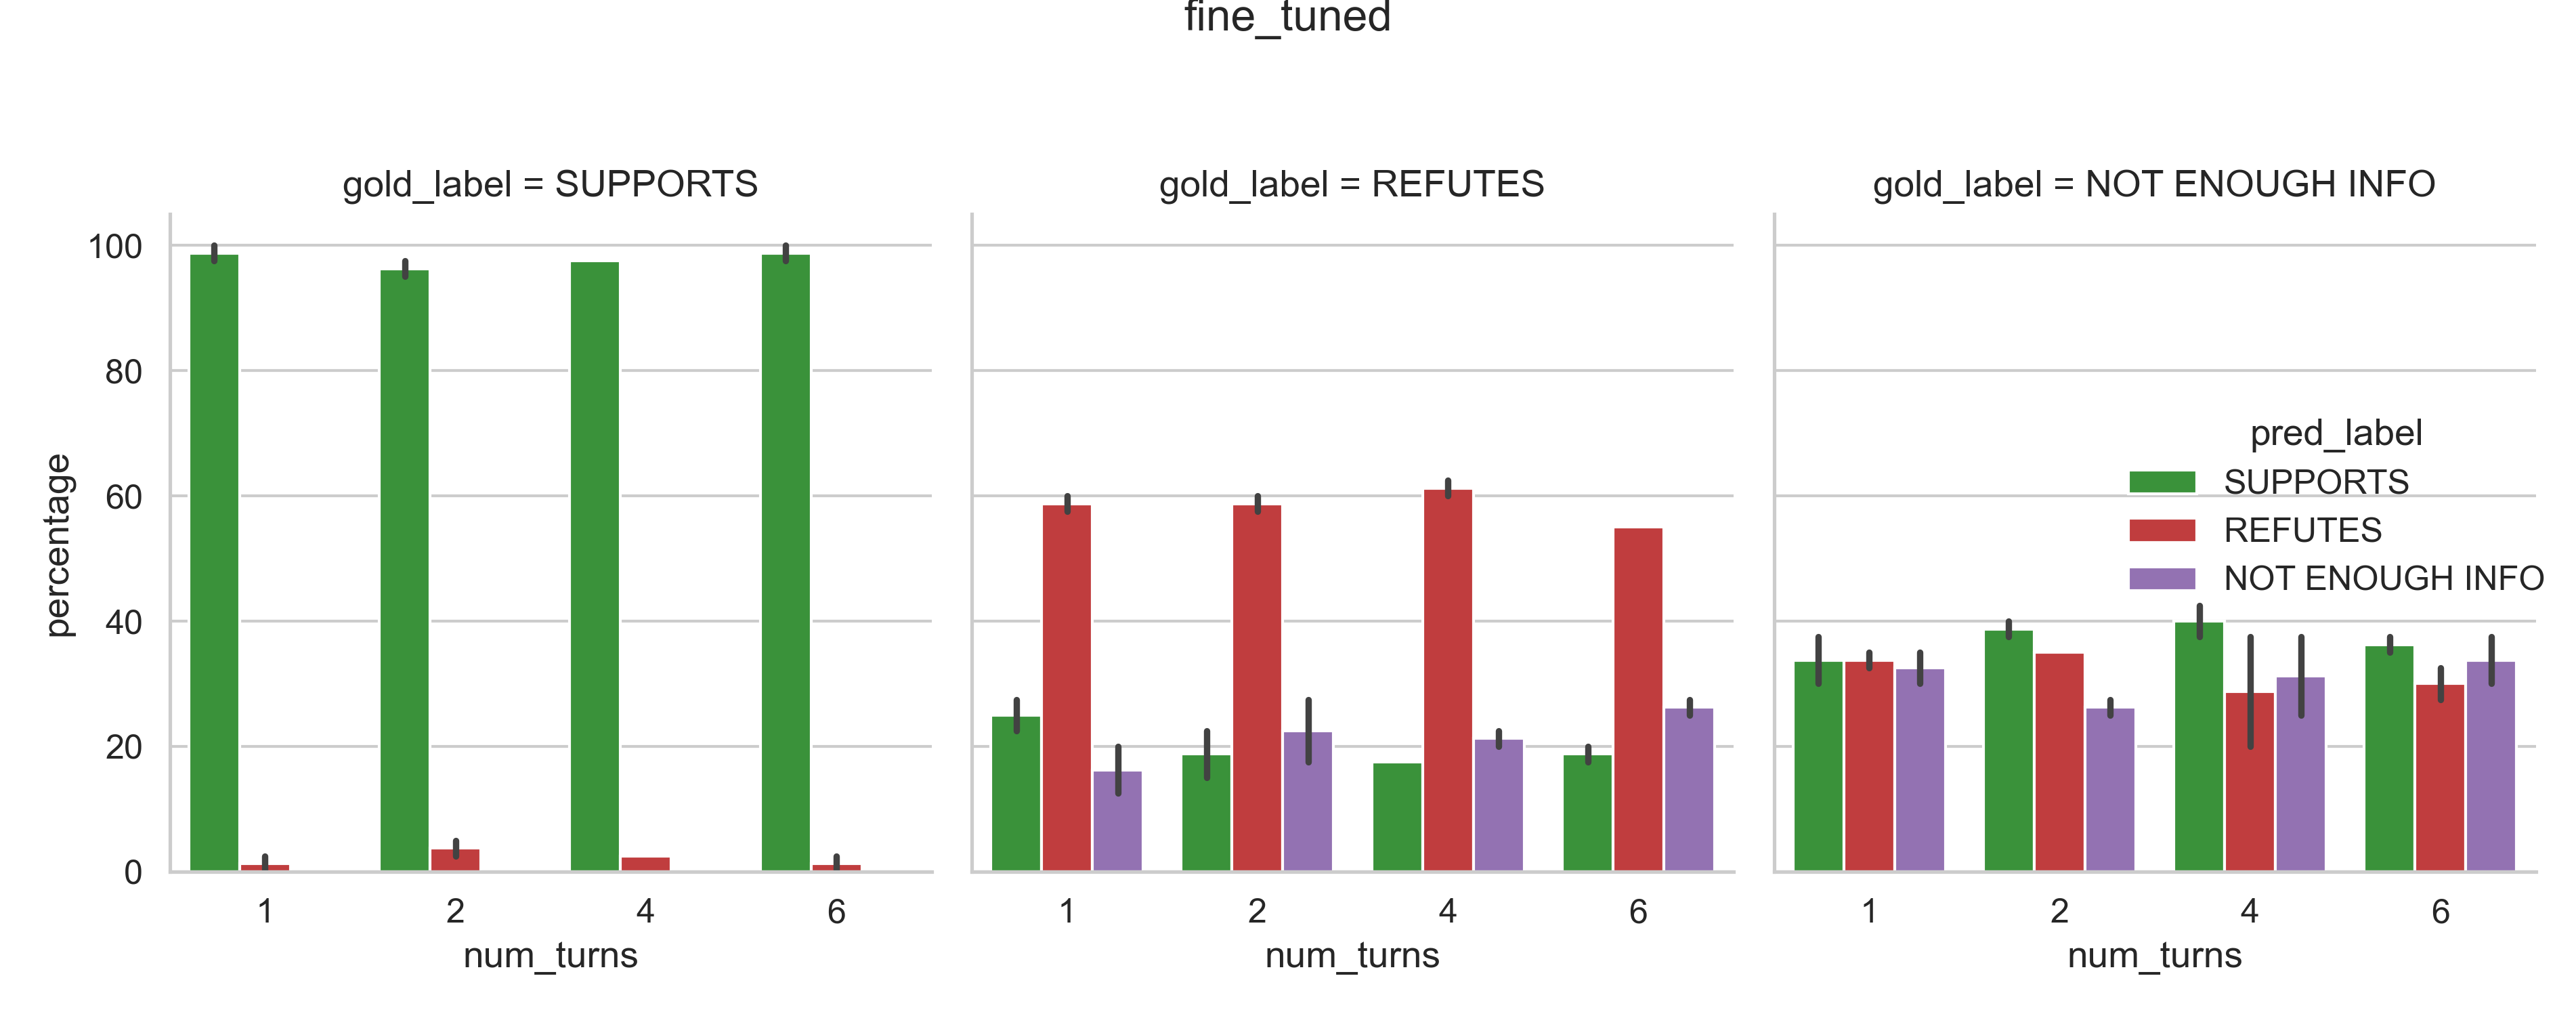 fine_tuned
gold_label = SUPPORTS
gold_label = REFUTES
gold_label = NOT ENOUGH INFO
percentage
100
80
60
40
20
0
pred_label
SUPPORTS
REFUTES
NOT ENOUGH INFO
1 2 4 6
1 2 4 6
1 2 4 6
num_turns
num_turns
num_turns